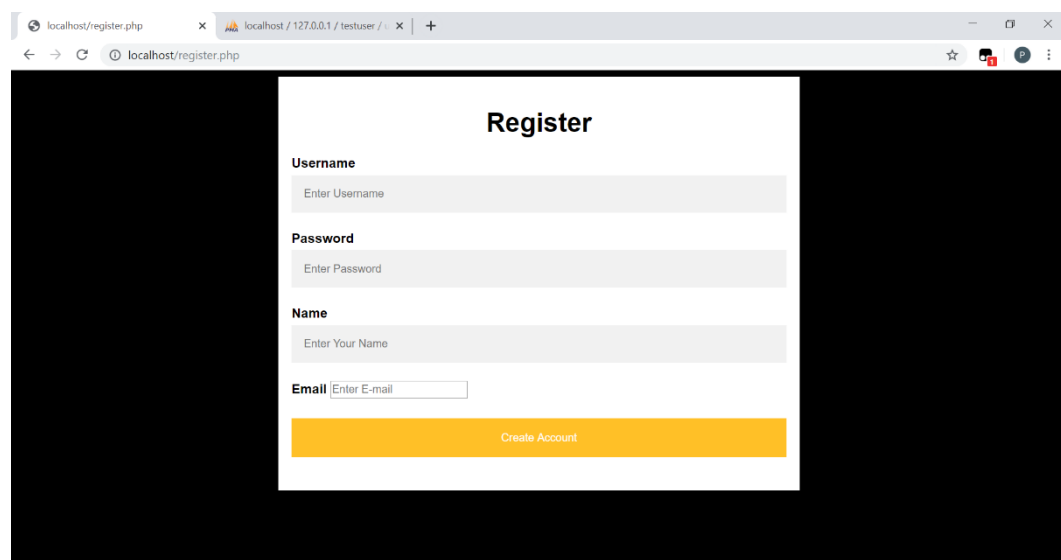 localhost/register.php
localhost / 127.0.0.1 / testuser /
localhost/register.php
1
P
Register
Username
Enter Username
Password
Enter Password
Name
Enter Your Name
Email Enter E-mail
Create Account